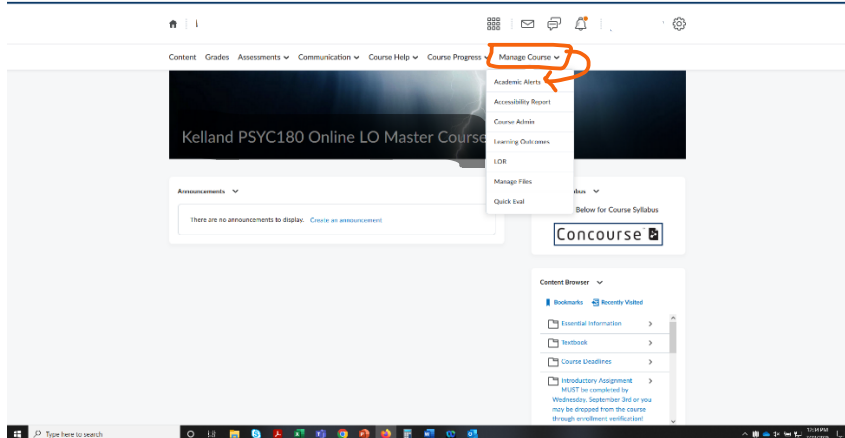 Content Grades Assessments Communication Course Help Course Progress Manage Course
Academic Alerts
Accessibility Report
Course Admin
Learning Outcomes
LOR
Manage Files
Quick Eval
Kelland PSYC180 Online LO Master Course
Announcements
There are no announcements to display. Create an announcement
Below for Course Syllabus
Concourse
Content Browser
Bookmarks Recently Visited
Essential Information
Textbook
Course Deadlines
Introductory Assignment
MUST be completed by
Wednesday, September 3rd or you
may be dropped from the course
through enrollment verification!
Type here to search
12:34 PM